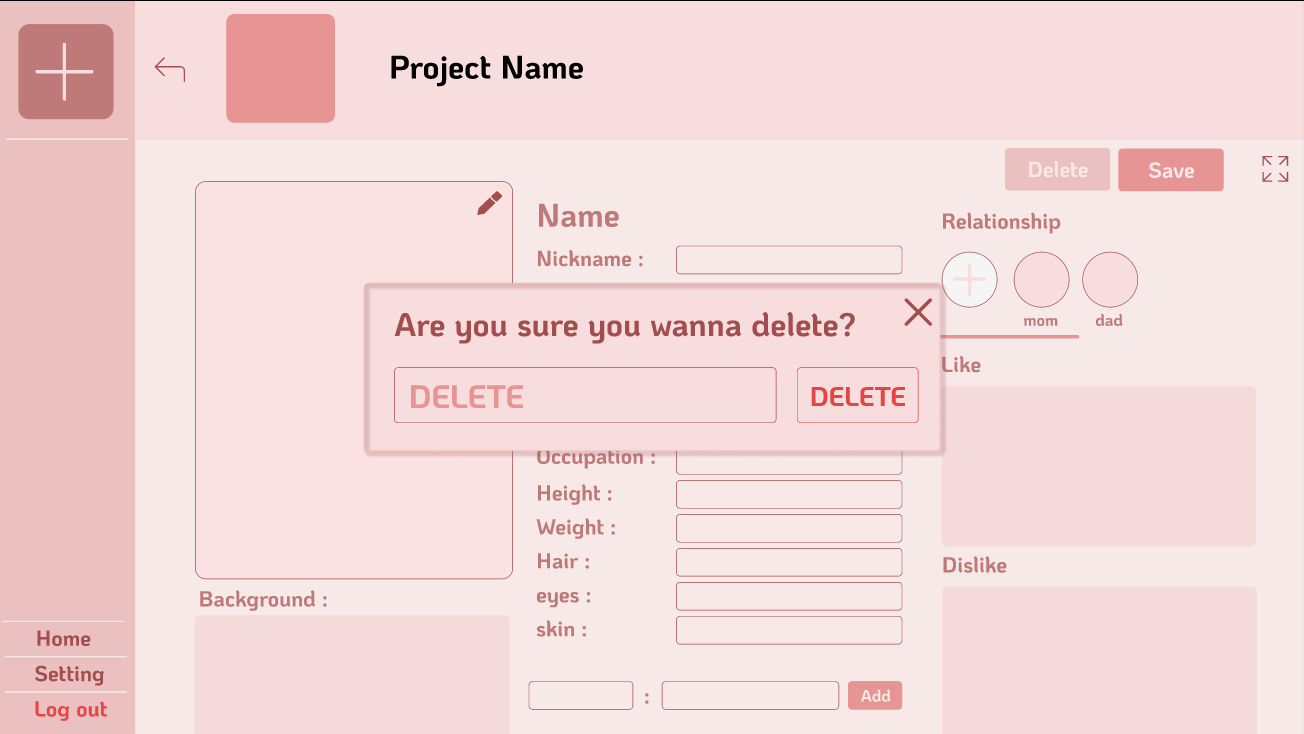 Project Name
Delete
Save
Name
Nickname :
Relationship
mom
dad
Are you sure you wanna delete?
DELETE
DELETE
Like
Occupation :
Height :
Weight :
Hair :
eyes :
skin :
Dislike
Background :
:
Add
Home
Setting
Log out